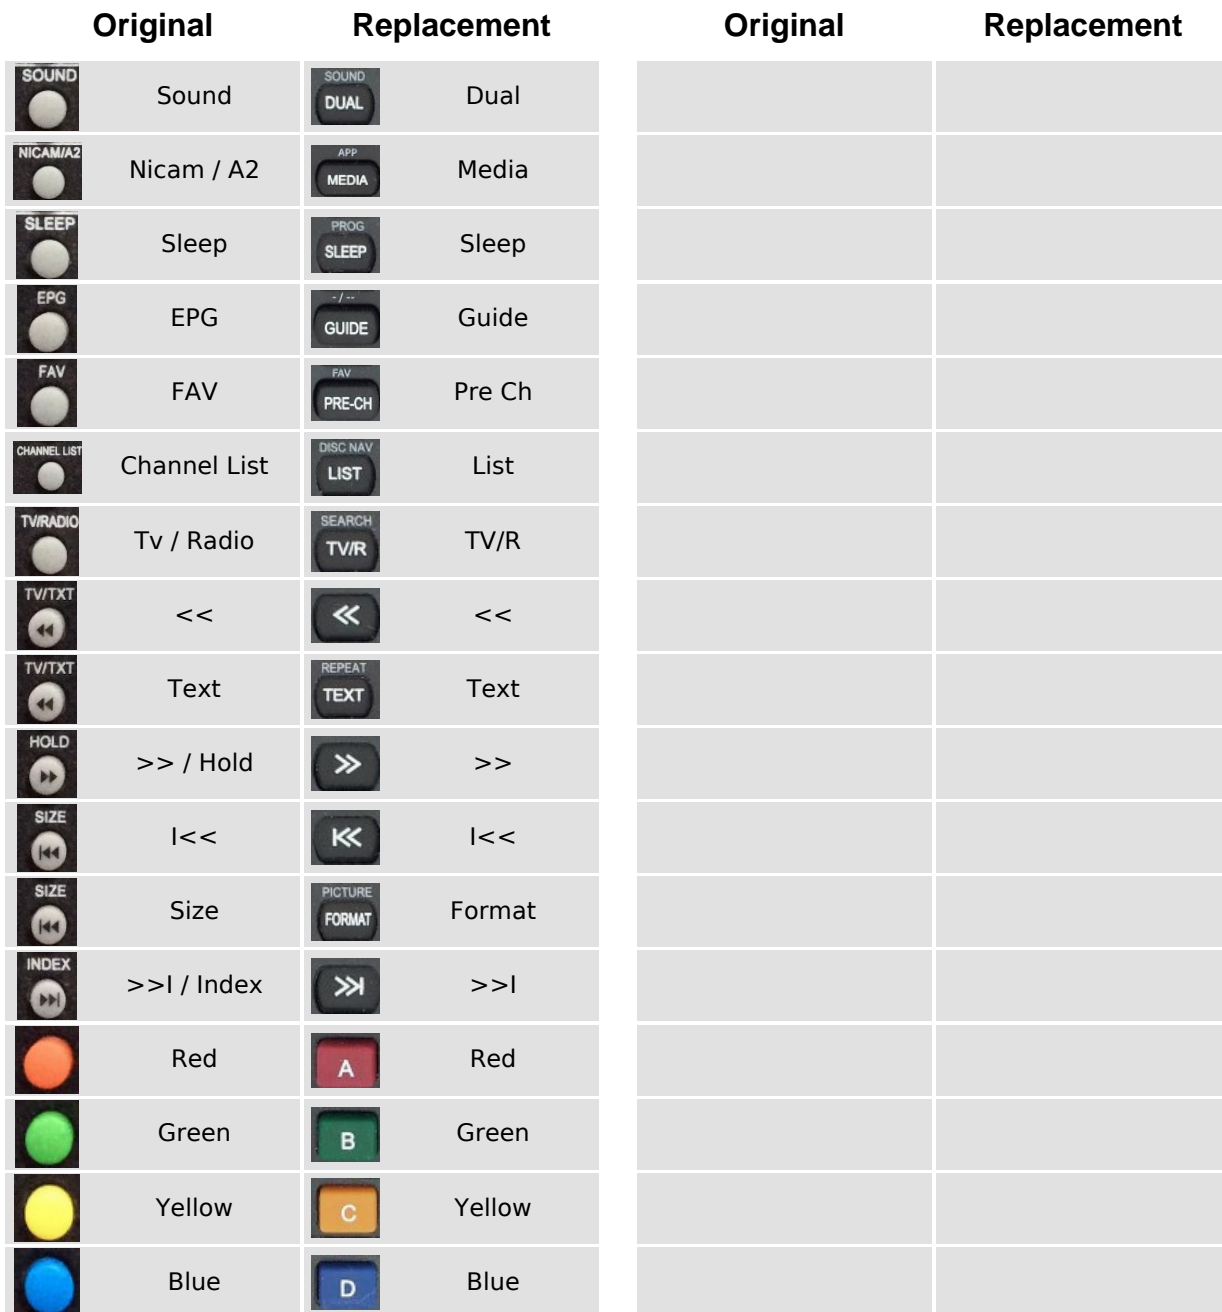 Original Replacement Original Replacement
SOUND Sound SOUND DUAL Dual
NICAM/A2 Nicam / A2 APP MEDIA Media
SLEEP Sleep PROG SLEEP Sleep
EPG EPG - / -- GUIDE Guide
FAV FAV FAV PRE-CH Pre Ch
CHANNEL LIST Channel List DISC NAV LIST List
TV/RADIO Tv / Radio SEARCH TV/R TV/R
TV/TXT << <<
TV/TXT Text REPEAT TEXT Text
HOLD >> / Hold >>
SIZE I<< I<<
SIZE Size PICTURE FORMAT Format
INDEX >>I / Index >>I
Red A Red
Green B Green
Yellow C Yellow
Blue D Blue